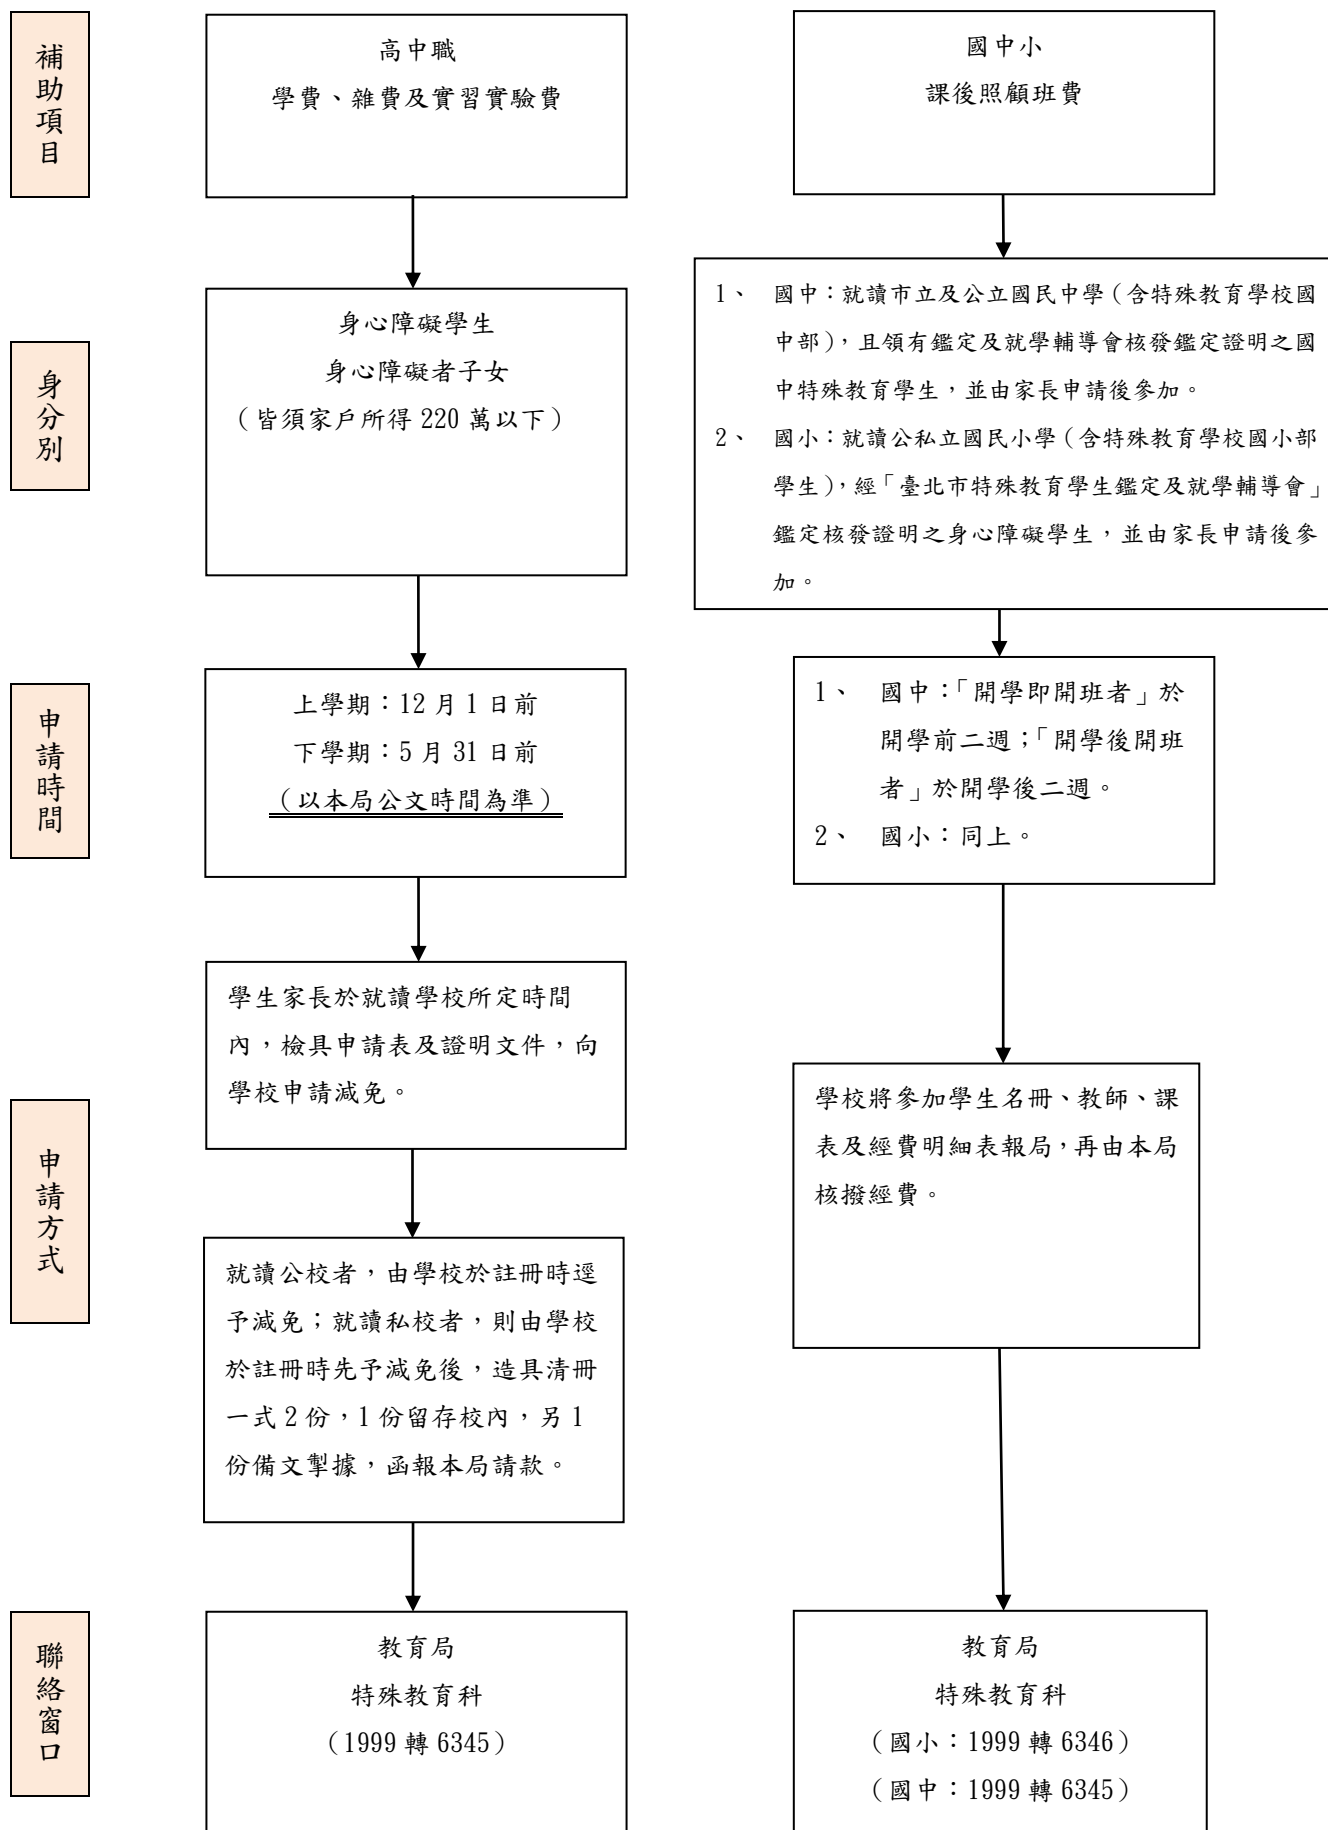 補助項目
高中職
學費、雜費及實習實驗費
國中小
課後照顧班費
身分別
身心障礙學生
身心障礙者子女
（皆須家戶所得 220 萬以下）
1、 國中：就讀市立及公立國民中學（含特殊教育學校國
中部），且領有鑑定及就學輔導會核發鑑定證明之國
中特殊教育學生，並由家長申請後參加。
2、 國小：就讀公私立國民小學（含特殊教育學校國小部
學生），經「臺北市特殊教育學生鑑定及就學輔導會」
鑑定核發證明之身心障礙學生，並由家長申請後參
加。
申請時間
上學期：12 月 1 日前
下學期：5 月 31 日前
（以本局公文時間為準）
1、 國中：「開學即開班者」於
開學前二週；「開學後開班
者」於開學後二週。
2、 國小：同上。
申請方式
學生家長於就讀學校所定時間
內，檢具申請表及證明文件，向
學校申請減免。
就讀公校者，由學校於註冊時逕
予減免；就讀私校者，則由學校
於註冊時先予減免後，造具清冊
一式 2 份，1 份留存校內，另 1
份備文掣據，函報本局請款。
學校將參加學生名冊、教師、課
表及經費明細表報局，再由本局
核撥經費。
聯絡窗口
教育局
特殊教育科
（1999 轉 6345）
教育局
特殊教育科
（國小：1999 轉 6346）
（國中：1999 轉 6345）